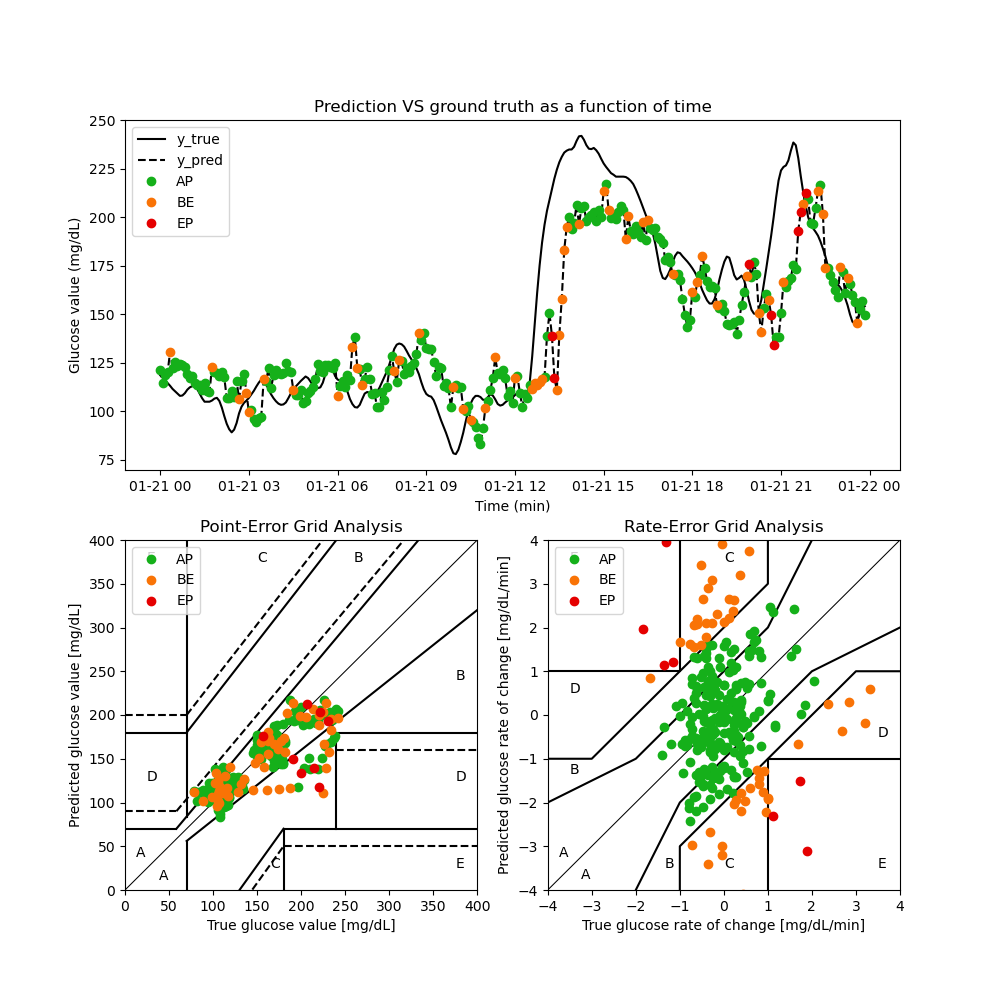 Prediction VS ground truth as a function of time
Glucose value (mg/dL)
250
225
200
175
150
125
100
75
y_true
y_pred
AP
BE
EP
01-21 00 01-21 03 01-21 06 01-21 09 01-21 12 01-21 15 01-21 18 01-21 21 01-22 00
Time (min)
Point-Error Grid Analysis
Predicted glucose value [mg/dL]
400
350
300
250
200
150
100
50
0
AP
BE
EP
C B
B
D D
A
A C E
0 50 100 150 200 250 300 350 400
True glucose value [mg/dL]
Rate-Error Grid Analysis
Predicted glucose rate of change [mg/dL/min]
4
3
2
1
0
−1
−2
−3
−4
AP
BE
EP
C
D
D
B
A
A B C E
−4 −3 −2 −1 0 1 2 3 4
True glucose rate of change [mg/dL/min]